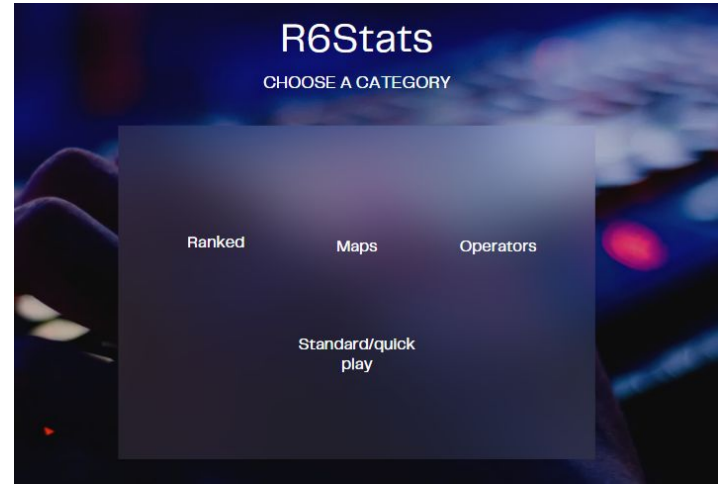 R6Stats
CHOOSE A CATEGORY
Ranked
Maps
Operators
Standard/quick
play